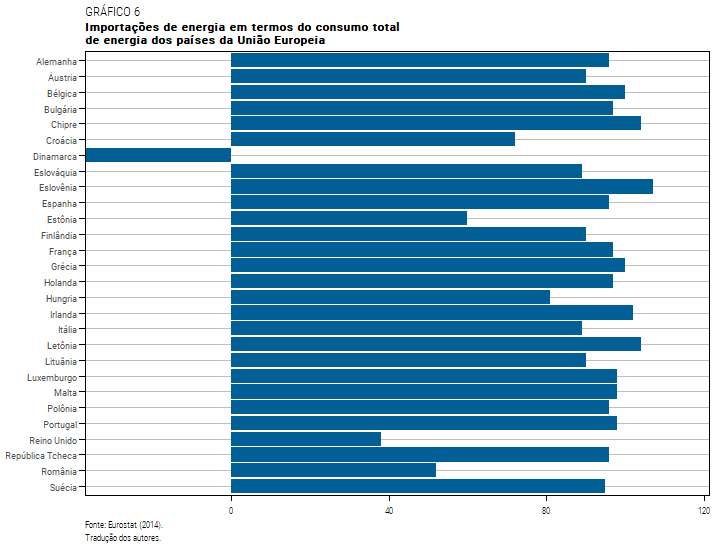 GRÁFICO 6
Importações de energia em termos do consumo total
de energia dos países da União Europeia
Alemanha
Áustria
Bélgica
Bulgária
Chipre
Croácia
Dinamarca
Eslováquia
Eslovênia
Espanha
Estônia
Finlândia
França
Grécia
Holanda
Hungria
Irlanda
Itália
Letônia
Lituânia
Luxemburgo
Malta
Polônia
Portugal
Reino Unido
República Tcheca
Romània
Suécia
0 40 80 120
Fonte: Eurostat (2014).
Tradução dos autores.